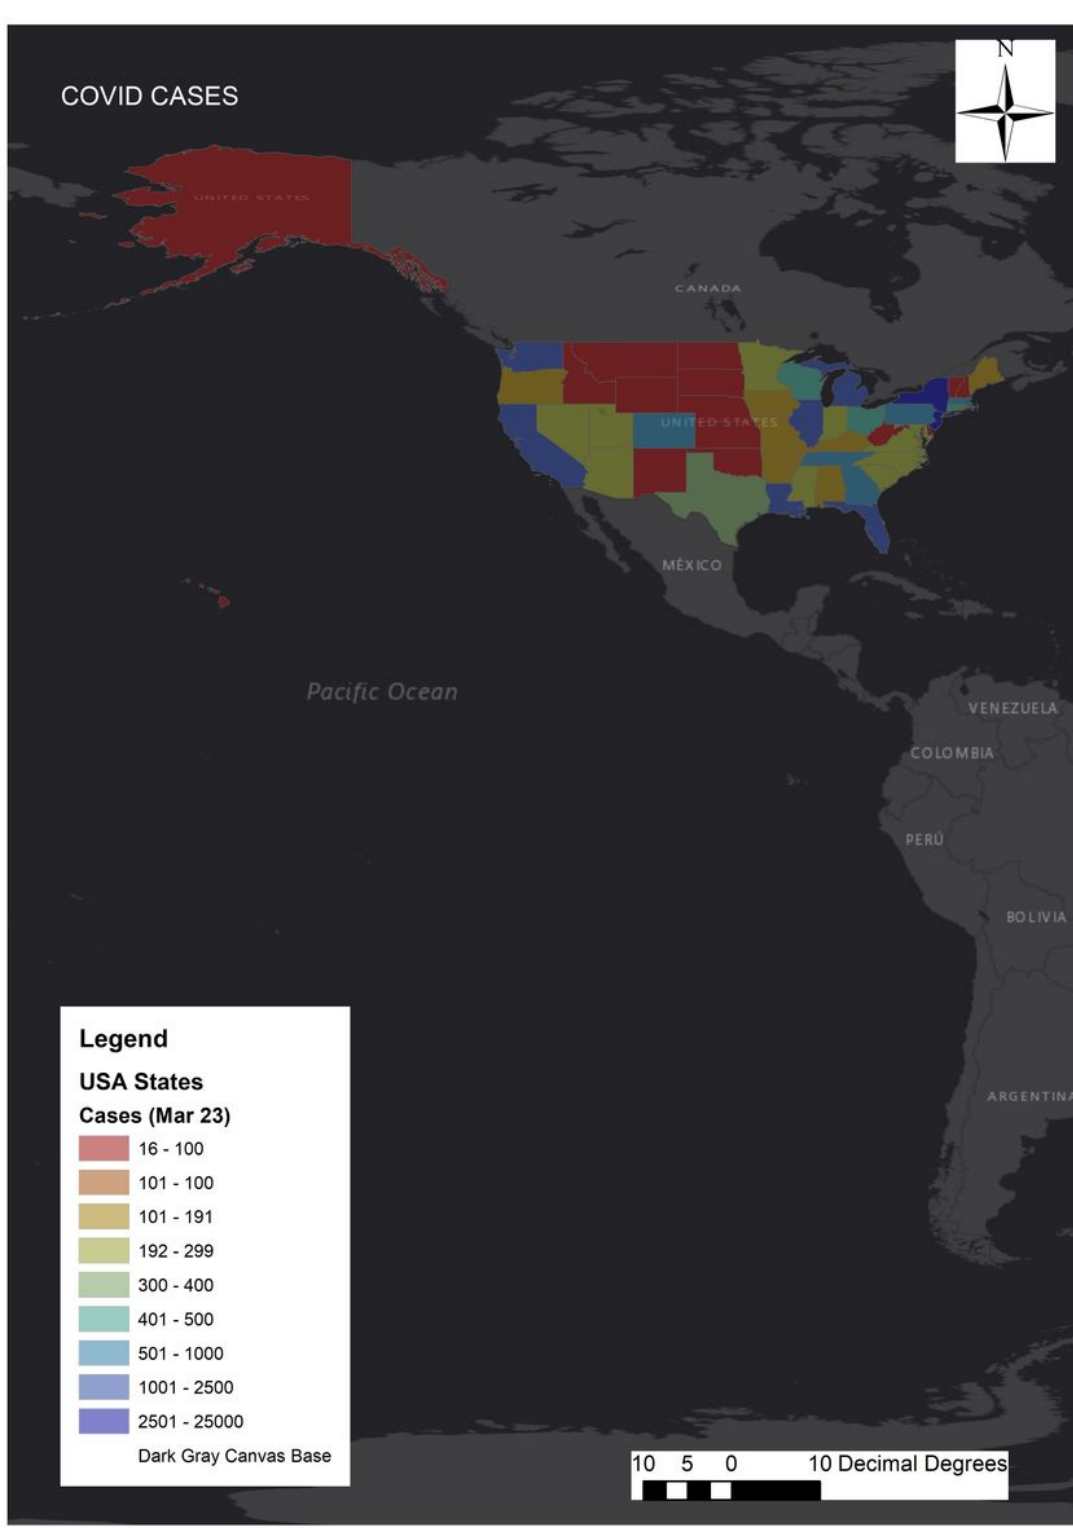 N
COVID CASES
UNITED STATES
CANADA
UNITED STATES
MÉXICO
Pacific Ocean
VENEZUELA
COLOMBIA
PERÚ
BOLIVIA
ARGENTINA
Legend
USA States
Cases (Mar 23)
16 - 100
101 - 100
101 - 191
192 - 299
300 - 400
401 - 500
501 - 1000
1001 - 2500
2501 - 25000
Dark Gray Canvas Base
10 5 0 10 Decimal Degrees